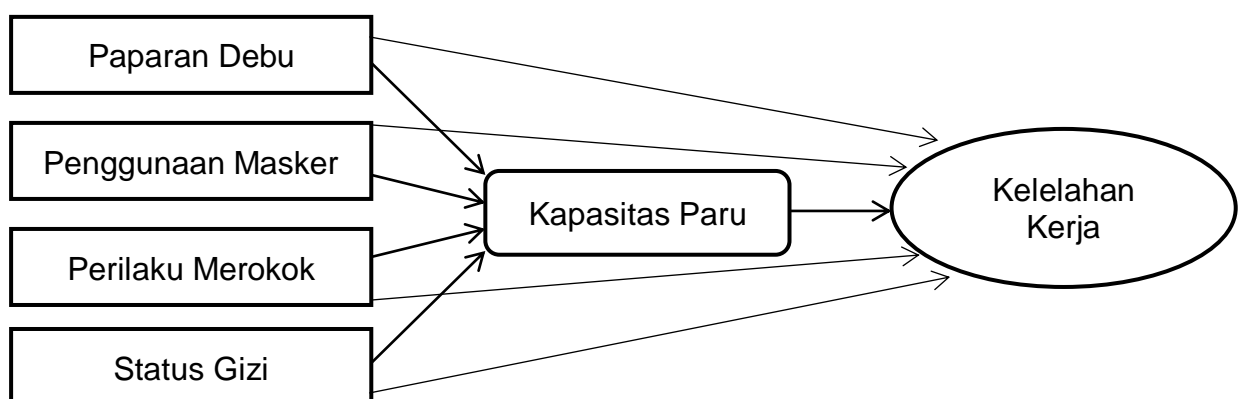 Paparan Debu
Penggunaan Masker
Perilaku Merokok
Status Gizi
Kapasitas Paru
Kelelahan
Kerja